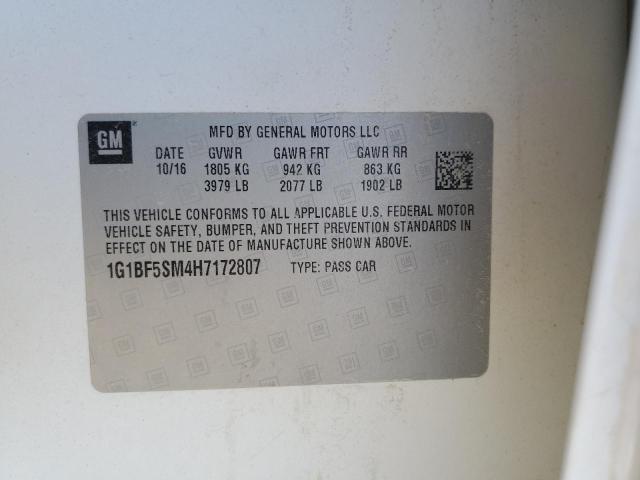 GM
MFD BY GENERAL MOTORS LLC
DATE GVWR GAWR FRT GAWR RR
10/16 1805 KG 942 KG 863 KG
3979 LB 2077 LB 1902 LB
THIS VEHICLE CONFORMS TO ALL APPLICABLE U.S. FEDERAL MOTOR
VEHICLE SAFETY, BUMPER, AND THEFT PREVENTION STANDARDS IN
EFFECT ON THE DATE OF MANUFACTURE SHOWN ABOVE.
1G1BF5SM4H7172807 TYPE: PASS CAR